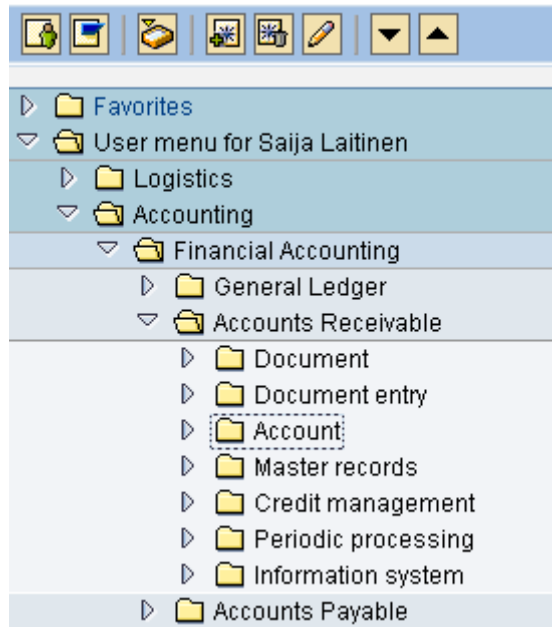 Favorites
User menu for Saija Laitinen
Logistics
Accounting
Financial Accounting
General Ledger
Accounts Receivable
Document
Document entry
Account
Master records
Credit management
Periodic processing
Information system
Accounts Payable